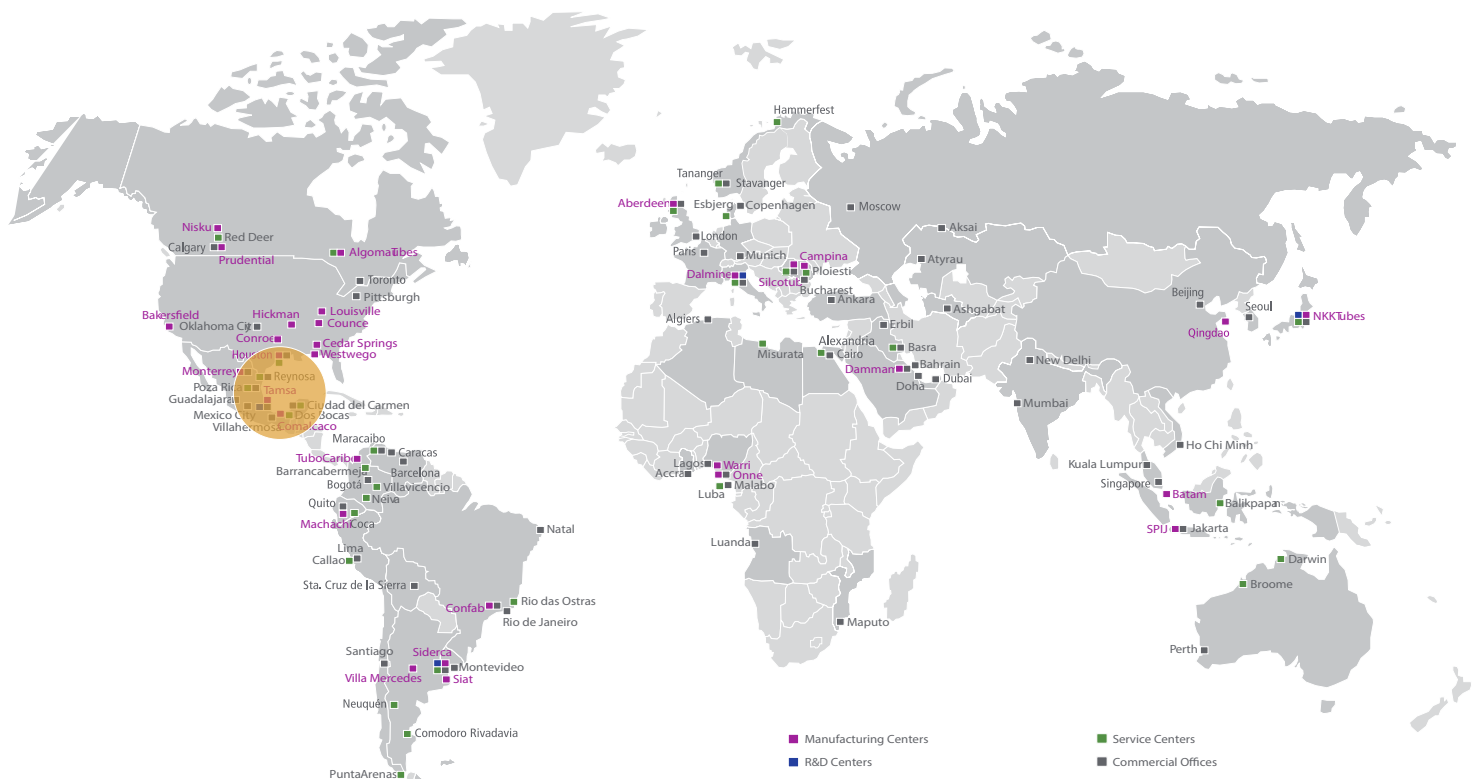 Hammerfest
Tananger
Stavanger
Aberdeen
Esbjerg
Copenhagen
Moscow
Nisku
Red Deer
Calgary
Prudential
AlgomaTubes
London
Aksai
Paris
Munich
Campina
Atyrau
Toronto
Dalmine
Silcotub
Ploiesti
Pittsburgh
Bucharest
Ankara
Beijing
Bakersfield
Hickman
Louisville
Ashgabat
Seoul
Oklahoma City
Counce
Algiers
Erbil
NKKTubes
Qingdao
Conroe
Cedar Springs
Alexandria
Basra
Houston
Westwego
Misurata
Cairo
New Delhi
Monterrey
Reynosa
Dammam
Bahrain
Poza Rica
Tamsa
Doha
Dubai
Guadalajara
Ciudad del Carmen
Mumbai
Mexico City
Dos Bocas
Villahermosa
Comalcaco
Maracaibo
Caracas
Ho Chi Minh
TuboCaribe
Barcelona
Lagos
Warri
Kuala Lumpur
Barrancabermeja
Accra
Onne
Bogotá
Villavicencio
Malabo
Singapore
Neiva
Luba
Batam
Quito
Balikpapan
Machachi
Coca
Natal
SPIJ
Jakarta
Luanda
Lima
Callao
Darwin
Sta. Cruz de la Sierra
Broome
Confab
Rio das Ostras
Rio de Janeiro
Maputo
Santiago
Siderca
Perth
Montevideo
Villa Mercedes
Siat
Neuquén
Comodoro Rivadavia
PuntaArenas
Manufacturing Centers
Service Centers
R&D Centers
Commercial Offices